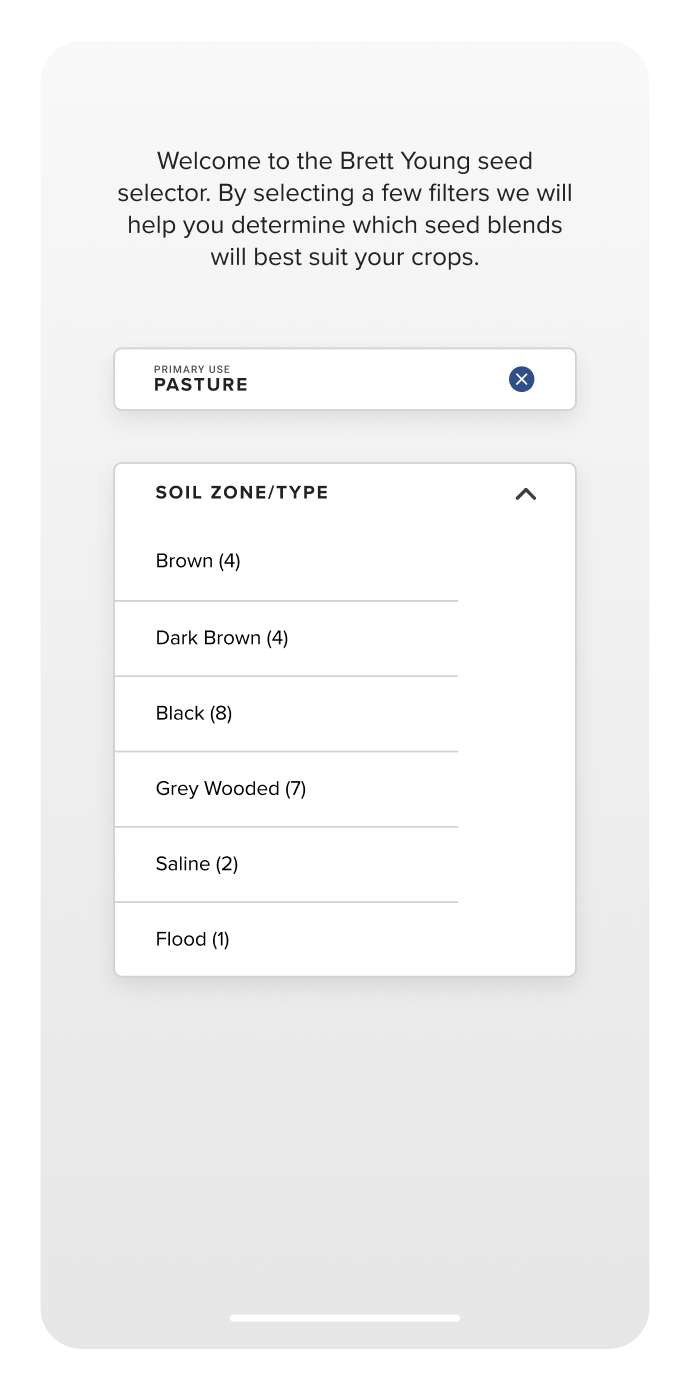 Welcome to the Brett Young seed
selector. By selecting a few filters we will
help you determine which seed blends
will best suit your crops.
PRIMARY USE
PASTURE
SOIL ZONE/TYPE
Brown (4)
Dark Brown (4)
Black (8)
Grey Wooded (7)
Saline (2)
Flood (1)